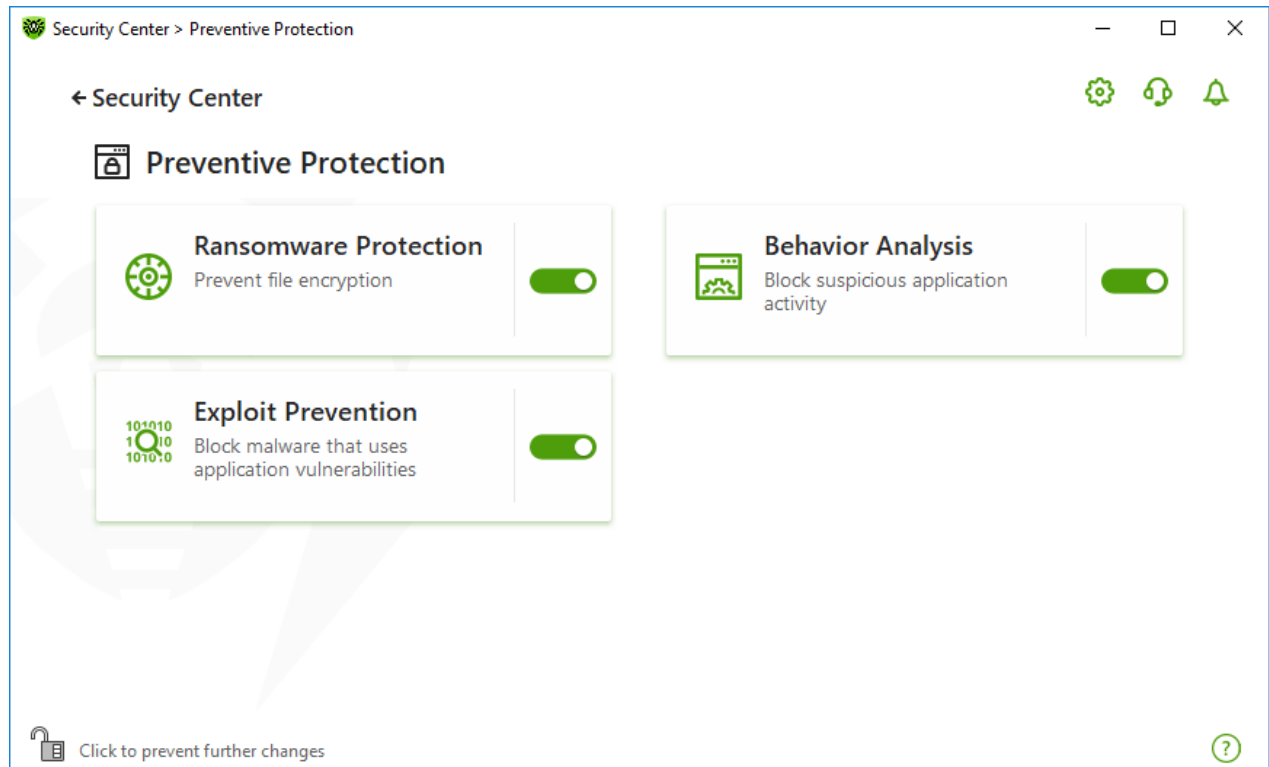 Security Center > Preventive Protection
Security Center
Preventive Protection
Ransomware Protection
Prevent file encryption
Behavior Analysis
Block suspicious application
activity
Exploit Prevention
Block malware that uses
application vulnerabilities
Click to prevent further changes
?